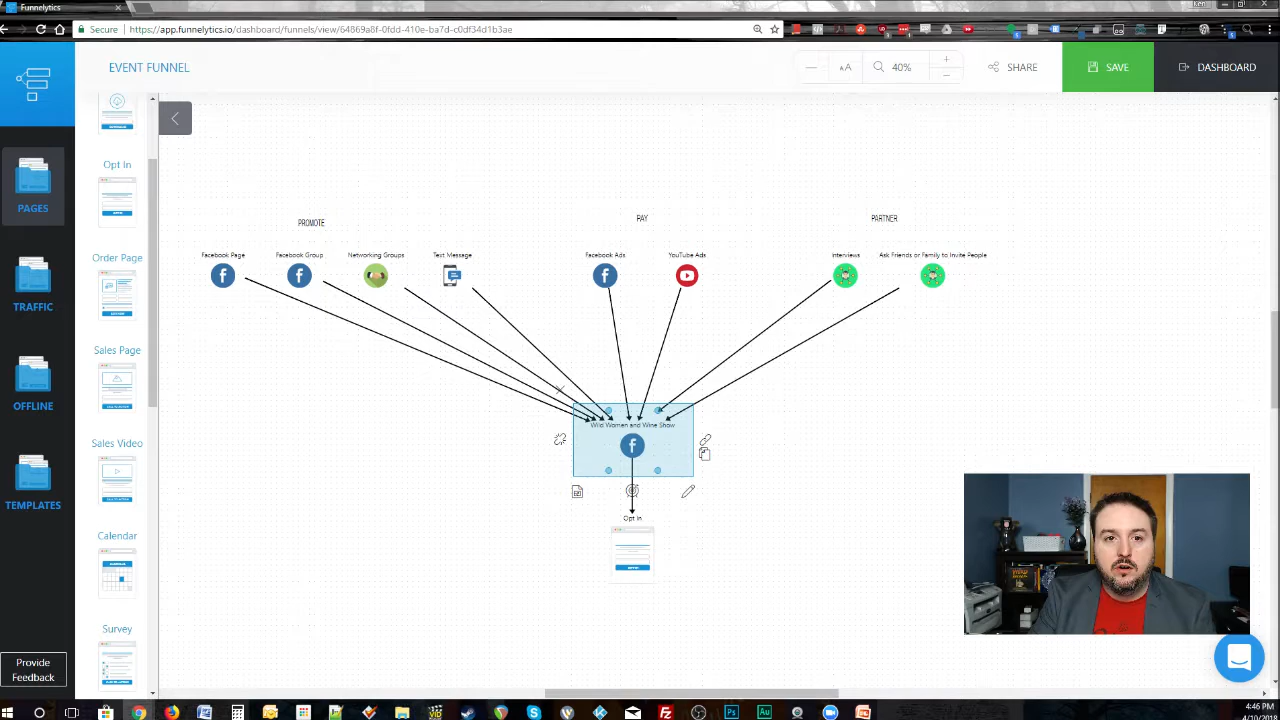 Funnelytics
Ken
Secure
https://app.funnelytics.io/dashboard/funnels/view/64869a8f-0fdd-410e-ba7d-c0df34d1b3ae
EVENT FUNNEL
40%
SHARE
SAVE
DASHBOARD
PAGES
TRAFFIC
OFFLINE
TEMPLATES
Provide
Feedback
Opt In
Order Page
Sales Page
Sales Video
Calendar
Survey
PROMOTE
PAY
PARTNER
Facebook Page
Facebook Group
Networking Groups
Text Message
Facebook Ads
YouTube Ads
Interviews
Ask Friends or Family to Invite People
Wild Women and Wine Show
Opt In
4:46 PM